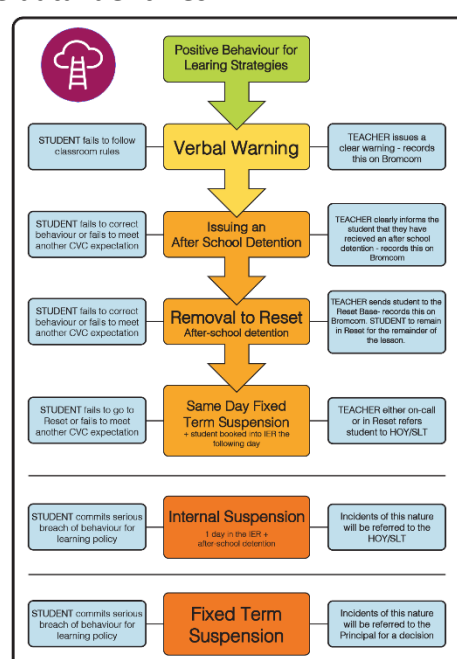 Positive Behaviour for
Learing Strategies
STUDENT fails to follow
classroom rules
Verbal Warning
TEACHER issues a
clear warning - records
this on Bromcom
STUDENT fails to correct
behaviour or fails to meet
another CVC expectation
Issuing an
After School Detention
TEACHER clearly informs the
student that they have
recieved an after school
detention - records this on
Bromcom
STUDENT fails to correct
behaviour or fails to meet
another CVC expectation
Removal to Reset
After-school detention
TEACHER sends student to the
Reset Base- records this on
Bromcom. STUDENT to remain
in Reset for the remainder of
the lesson.
STUDENT fails to go to
Reset or fails to meet
another CVC expectation
Same Day Fixed
Term Suspension
+ student booked into IER the
following day
TEACHER either on-call
or in Reset refers
student to HOY/SLT
STUDENT commits serious
breach of behaviour for
learning policy
Internal Suspension
1 day in the IER +
after-school detention
Incidents of this nature
will be referred to the
HOY/SLT
STUDENT commits serious
breach of behaviour for
learning policy
Fixed Term
Suspension
Incidents of this nature
will be referred to the
Principal for a decision